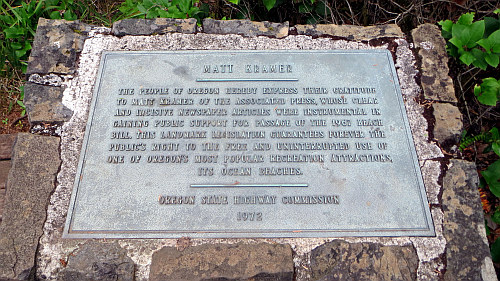 MATT KRAMER
THE PEOPLE OF OREGON HEREBY EXPRESS THEIR GRATITUDE
TO MATT KRAMER OF THE ASSOCIATED PRESS, WHOSE CLEAR
AND INCISIVE NEWSPAPER ARTICLES WERE INSTRUMENTAL IN
GAINING PUBLIC SUPPORT FOR PASSAGE OF THE 1967 BEACH
BILL. THIS LANDMARK LEGISLATION GUARANTEES FOREVER THE
PUBLIC'S RIGHT TO THE FREE AND UNINTERRUPTED USE OF
ONE OF OREGON'S MOST POPULAR RECREATION ATTRACTIONS,
ITS OCEAN BEACHES.
OREGON STATE HIGHWAY COMMISSION
1972